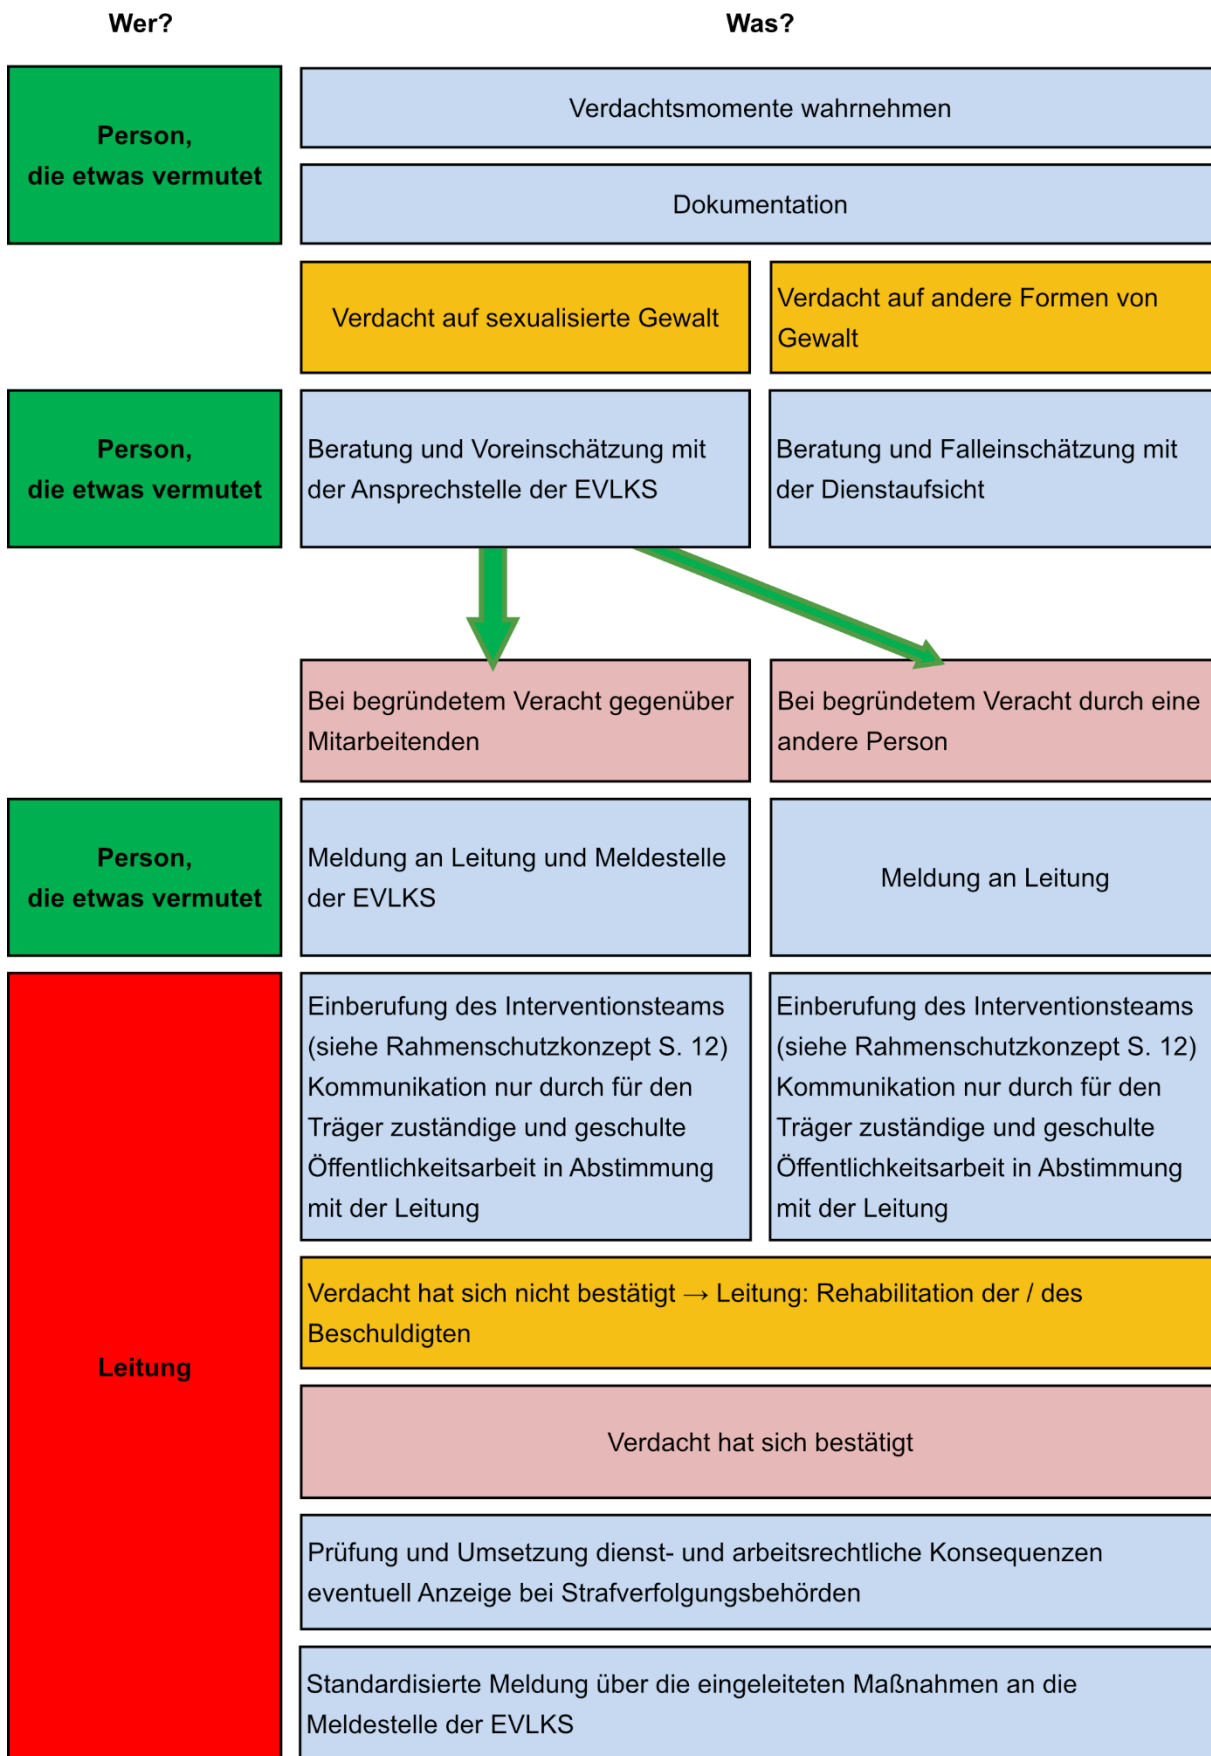 Wer?
Was?
Person,
die etwas vermutet
Verdachtsmomente wahrnehmen
Dokumentation
Verdacht auf sexualisierte Gewalt
Verdacht auf andere Formen von
Gewalt
Person,
die etwas vermutet
Beratung und Voreinschätzung mit
der Ansprechstelle der EVLKS
Beratung und Falleinschätzung mit
der Dienstaufsicht
Bei begründetem Veracht gegenüber
Mitarbeitenden
Bei begründetem Veracht durch eine
andere Person
Person,
die etwas vermutet
Meldung an Leitung und Meldestelle
der EVLKS
Meldung an Leitung
Leitung
Einberufung des Interventionsteams
(siehe Rahmenschutzkonzept S. 12)
Kommunikation nur durch für den
Träger zuständige und geschulte
Öffentlichkeitsarbeit in Abstimmung
mit der Leitung
Einberufung des Interventionsteams
(siehe Rahmenschutzkonzept S. 12)
Kommunikation nur durch für den
Träger zuständige und geschulte
Öffentlichkeitsarbeit in Abstimmung
mit der Leitung
Verdacht hat sich nicht bestätigt → Leitung: Rehabilitation der / des
Beschuldigten
Verdacht hat sich bestätigt
Prüfung und Umsetzung dienst- und arbeitsrechtliche Konsequenzen
eventuell Anzeige bei Strafverfolgungsbehörden
Standardisierte Meldung über die eingeleiteten Maßnahmen an die
Meldestelle der EVLKS